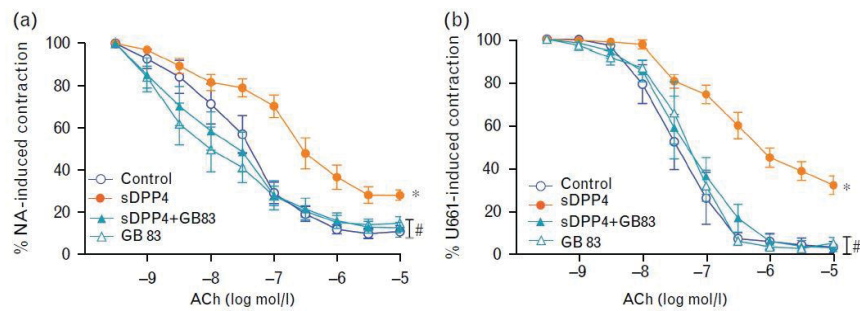 (a)
% NA-induced contraction
100
80
60
40
20
0
Control
sDPP4
sDPP4+GB83
GB 83
*
#
–9
–8
–7
–6
–5
ACh (log mol/l)
(b)
% U661-induced contraction
100
80
60
40
20
0
Control
sDPP4
sDPP4+GB83
GB 83
*
#
–9
–8
–7
–6
–5
ACh (log mol/l)